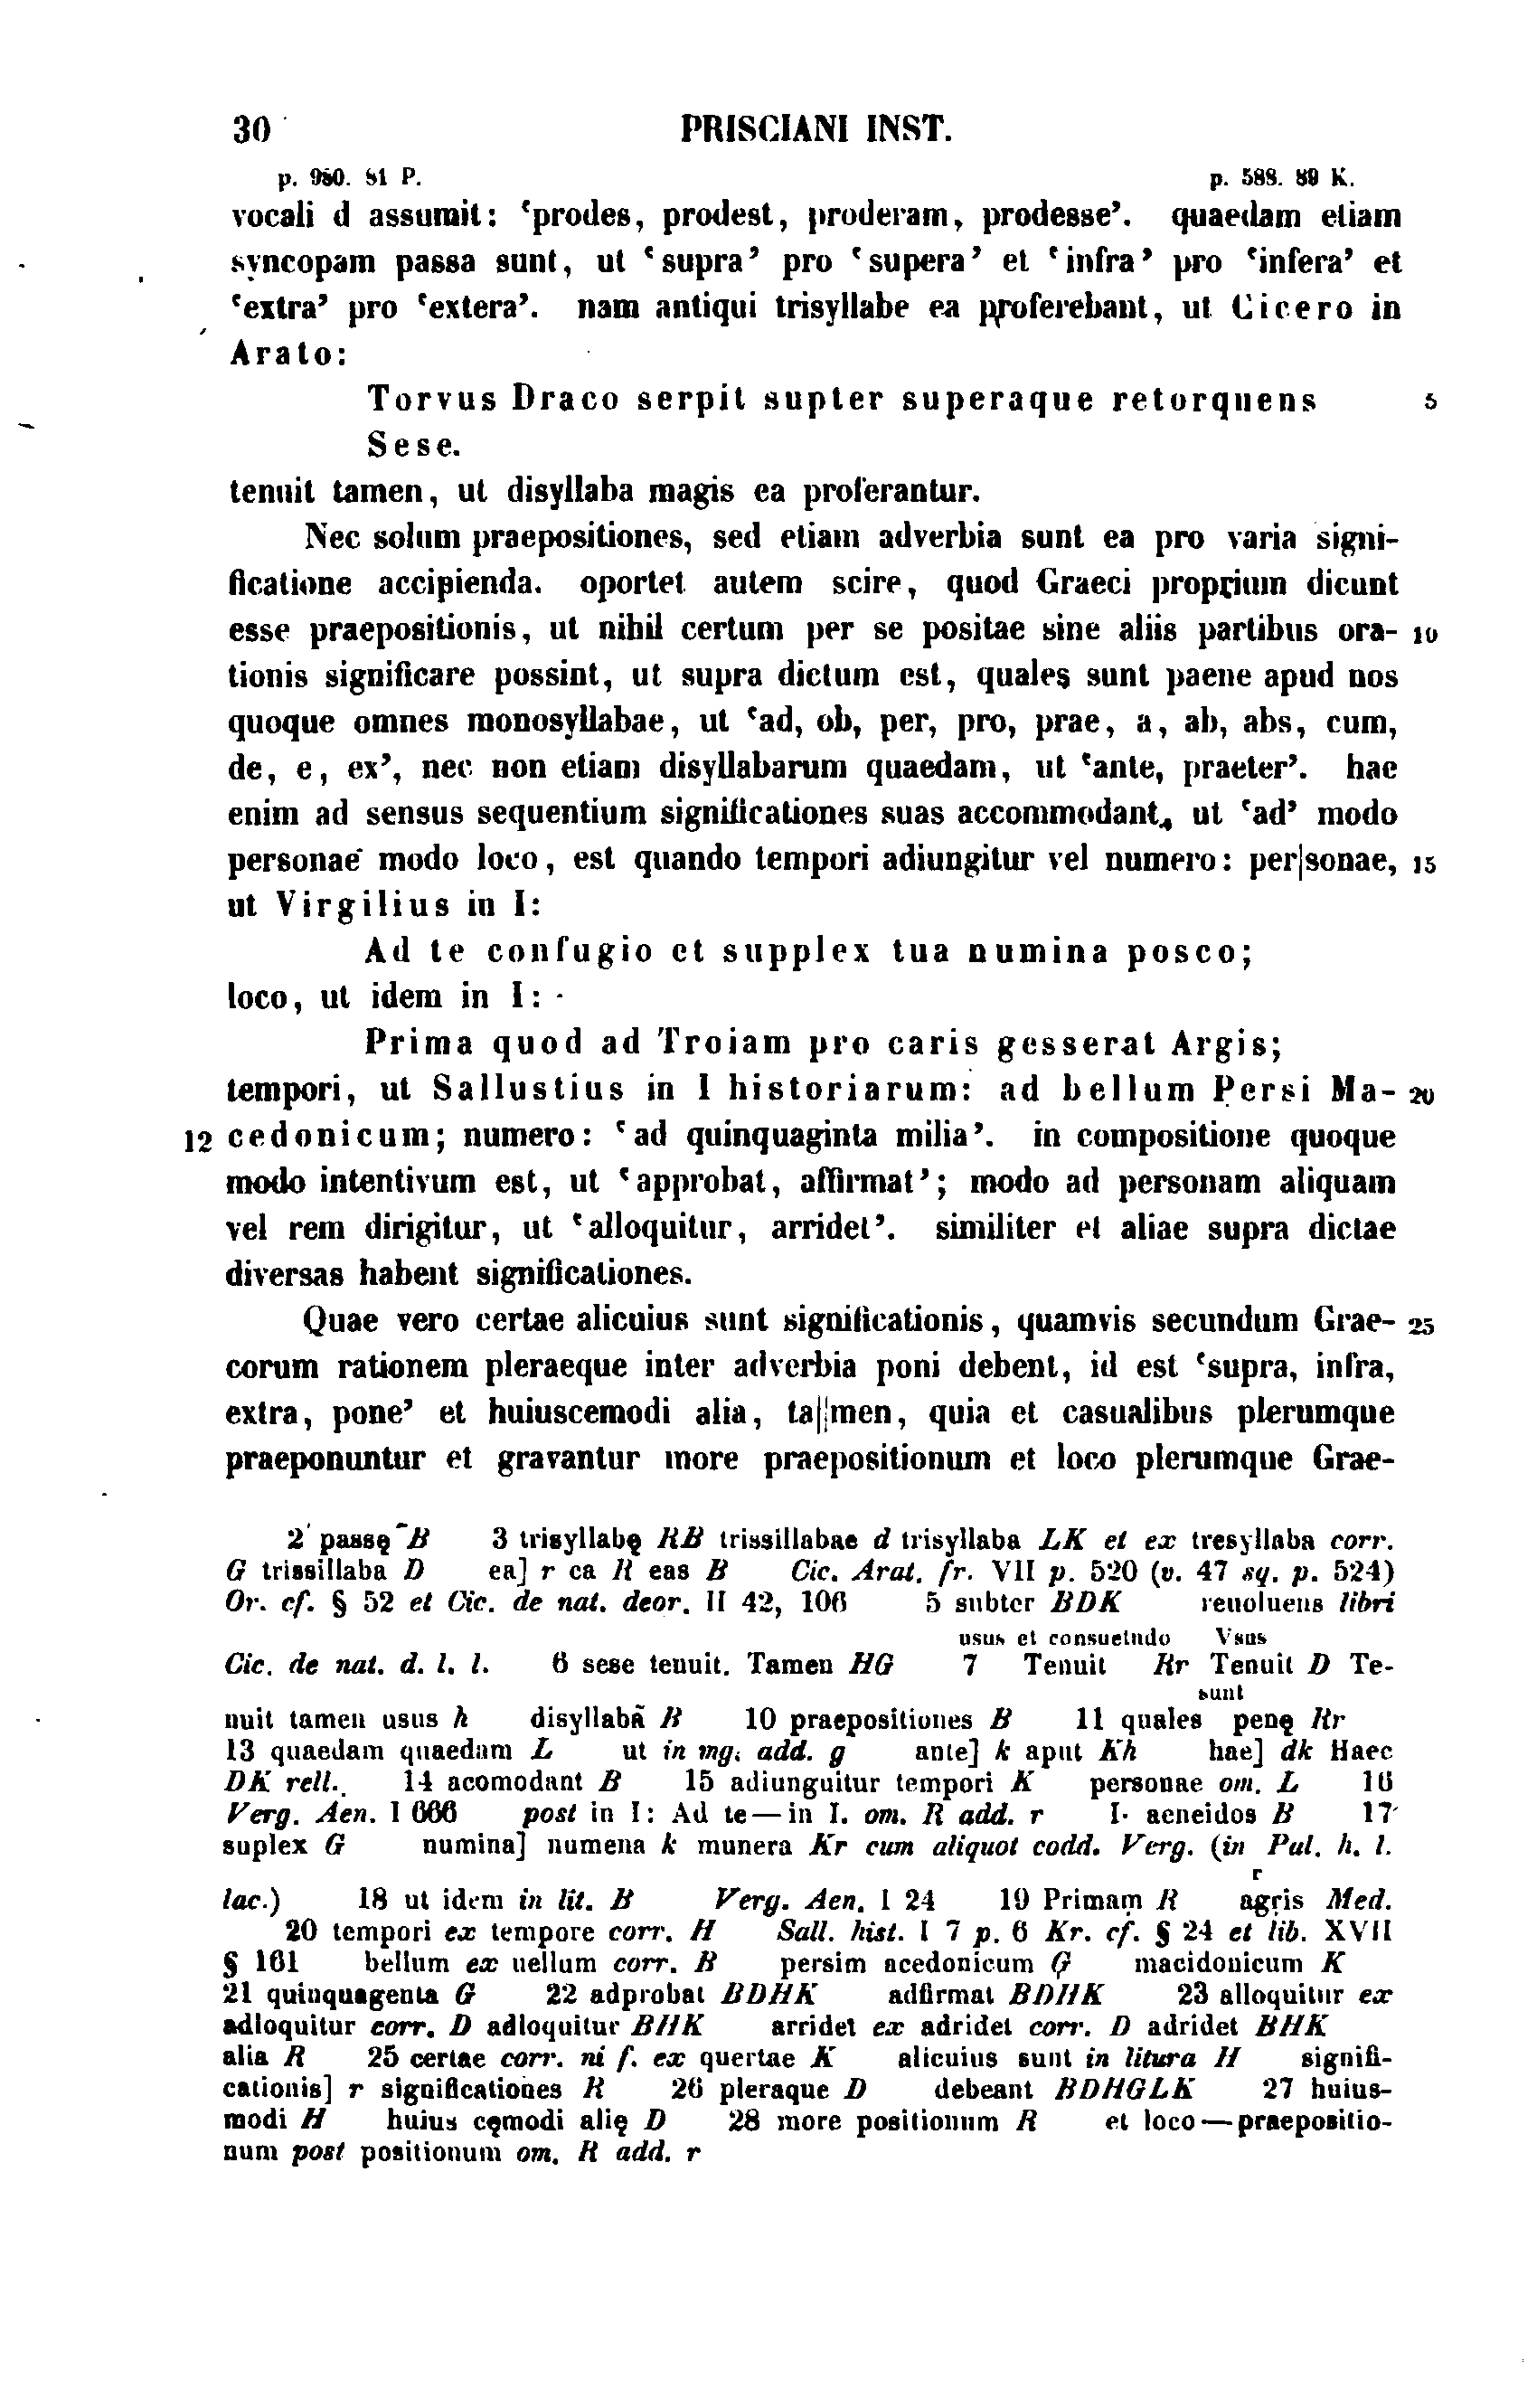 30 PRISCIANI INST.
p. 980. 81 P. p. 588. 89 K.
vocali d assumit: ‘prodes, prodest, proderam, prodesse’. quaedam etiam
syncopam passa sunt, ut ‘supra’ pro ‘supera’ et ‘infra’ pro ‘infera’ et
‘extra’ pro ‘extera’. nam antiqui trisyllabe ea proferebant, ut Cicero in
Arato:
Torvus Draco serpit supter superaque retorquens 5
Sese.
tenuit tamen, ut disyllaba magis ea proferantur.
Nec solum praepositiones, sed etiam adverbia sunt ea pro varia signi-
ficatione accipienda. oportet autem scire, quod Graeci proprium dicunt
esse praepositionis, ut nihil certum per se positae sine aliis partibus ora- 10
tionis significare possint, ut supra dictum est, quales sunt paene apud nos
quoque omnes monosyllabae, ut ‘ad, ob, per, pro, prae, a, ab, abs, cum,
de, e, ex’, nec non etiam disyllabarum quaedam, ut ‘ante, praeter’. hae
enim ad sensus sequentium significationes suas accommodant, ut ‘ad’ modo
personae modo loco, est quando tempori adiungitur vel numero: per|sonae, 15
ut Virgilius in I:
Ad te confugio et supplex tua numina posco;
loco, ut idem in I:
Prima quod ad Troiam pro caris gesserat Argis;
tempori, ut Sallustius in I historiarum: ad bellum Persi Ma- 20
12 cedonicum; numero: ‘ad quinquaginta milia’. in compositione quoque
modo intentivum est, ut ‘approbat, affirmat’; modo ad personam aliquam
vel rem dirigitur, ut ‘alloquitur, arridet’. similiter et aliae supra dictae
diversas habent significationes.
Quae vero certae alicuius sunt significationis, quamvis secundum Grae- 25
corum rationem pleraeque inter adverbia poni debent, id est ‘supra, infra,
extra, pone’ et huiuscemodi alia, ta||men, quia et casualibus plerumque
praeponuntur et gravantur more praepositionum et loco plerumque Grae-
2 passę B 3 trisyllabę RB trissillabae d trisyllaba LK et ex tresyllaba corr.
G trissillaba D ea] r ca R eas B Cic. Arat. fr. VII p. 520 (v. 47 sq. p. 524)
Or. cf. § 52 et Cic. de nat. deor. II 42, 106 5 subter BDK reuoluens libri
usus et consuetudo Vsus
Cic. de nat. d. l. l. 6 sese tenuit. Tamen HG 7 Tenuit Rr Tenuit D Te-
sunt
nuit tamen usus h disyllabā R 10 praepositiones B 11 quales penę Rr
13 quaedam quaedam L ut in mg. add. g ante] k aput Kh hae] dk Haec
DK rell. 14 acomodant B 15 adiunguitur tempori K personae om. L 16
Verg. Aen. I 666 post in I: Ad te—in I. om. R add. r I· aeneidos B 17
suplex G numina] numena k munera Kr cum aliquot codd. Verg. (in Pal. h. l.
r
lac.) 18 ut idem in lit. B Verg. Aen. I 24 19 Primaṃ R agṛis Med.
20 tempori ex tempore corr. H Sall. hist. I 7 p. 6 Kr. cf. § 24 et lib. XVII
§ 161 bellum ex uellum corr. B persim acedonicum G macidonicum K
21 quinquagenta G 22 adprobat BDHK adfirmat BDHK 23 alloquitur ex
adloquitur corr. D adloquitur BHK arridet ex adridet corr. D adridet BHK
alia R 25 certae corr. ni f. ex quertae K alicuius sunt in litura H signifi-
cationis] r significationes R 26 pleraque D debeant BDHGLK 27 huius-
modi H huius cęmodi alię D 28 more positionum R et loco—praepositio-
num post positionum om. R add. r